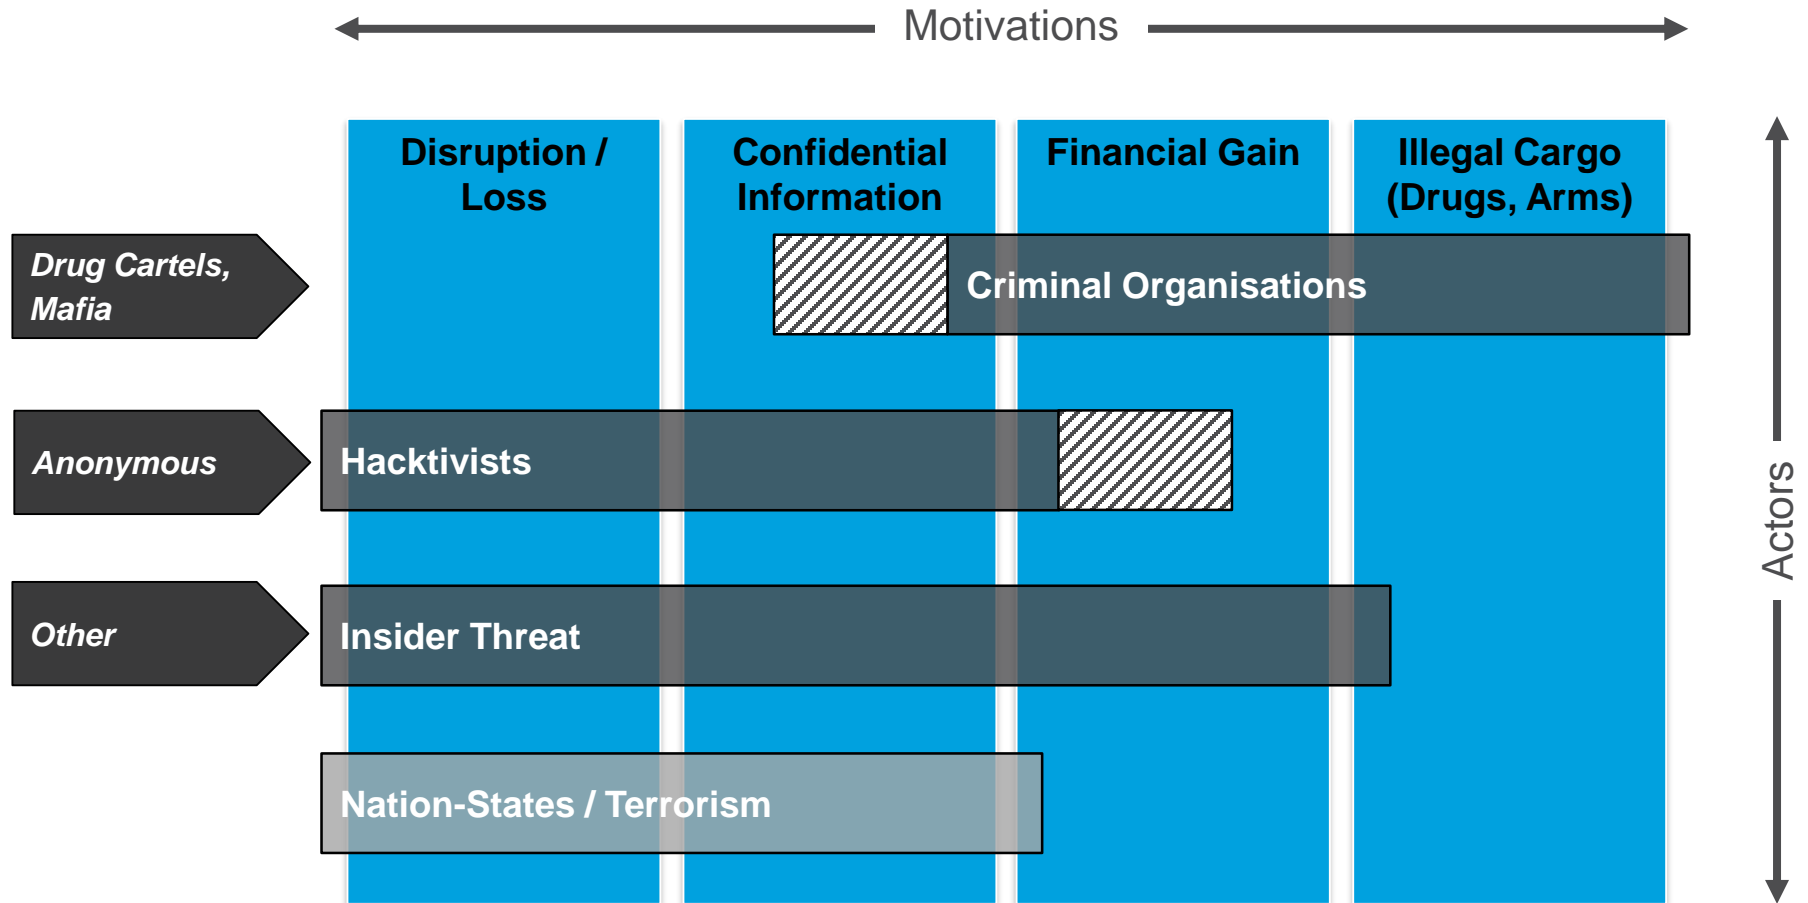 Motivations
Disruption /
Loss
Confidential
Information
Financial Gain
Illegal Cargo
(Drugs, Arms)
Drug Cartels,
Mafia
Criminal Organisations
Anonymous
Hacktivists
Other
Insider Threat
Nation-States / Terrorism
Actors